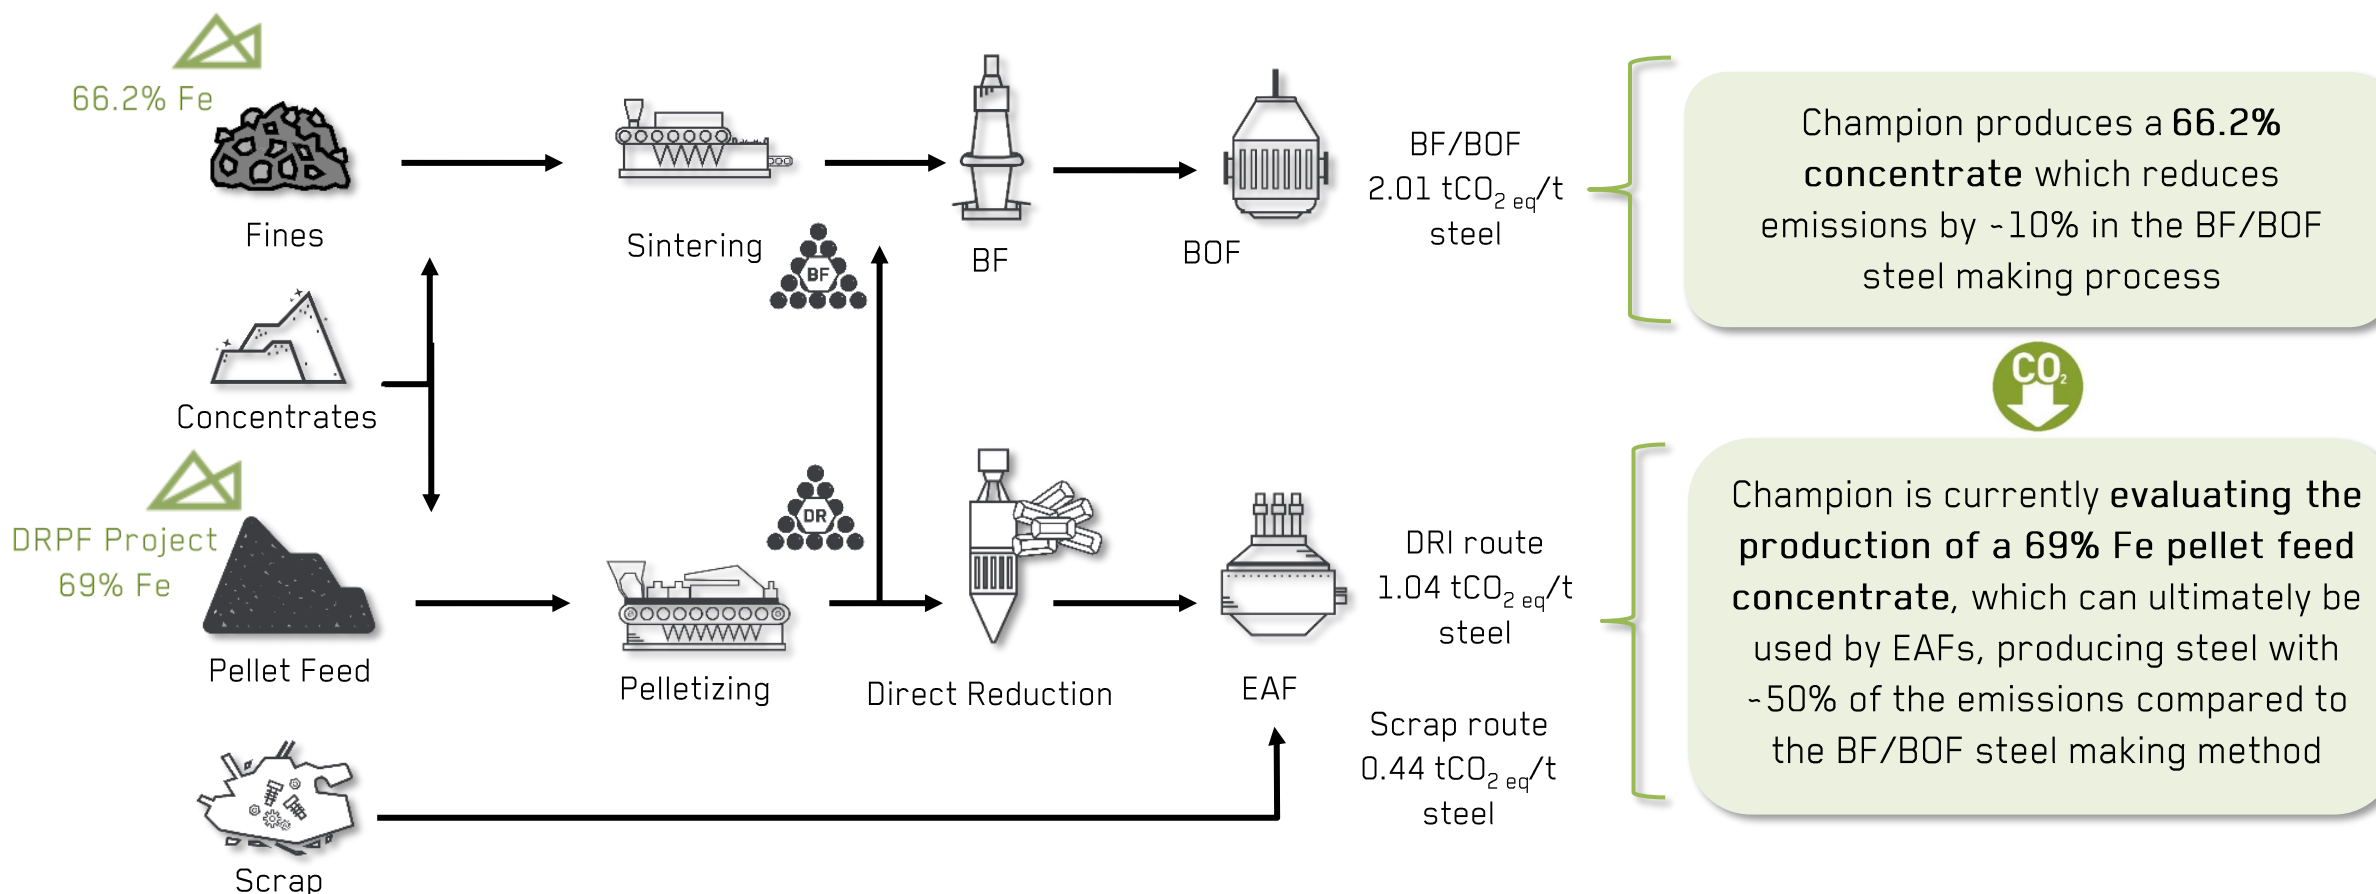 66.2% Fe
Fines
Sintering
BF
BF
BOF
BF/BOF
2.01 tCO₂ eq/t
steel
Champion produces a 66.2%
concentrate which reduces
emissions by ~10% in the BF/BOF
steel making process
CO₂
Concentrates
DRPF Project
69% Fe
Pellet Feed
Pelletizing
DR
Direct Reduction
EAF
DRI route
1.04 tCO₂ eq/t
steel
Scrap route
0.44 tCO₂ eq/t
steel
Champion is currently evaluating the
production of a 69% Fe pellet feed
concentrate, which can ultimately be
used by EAFs, producing steel with
~50% of the emissions compared to
the BF/BOF steel making method
Scrap